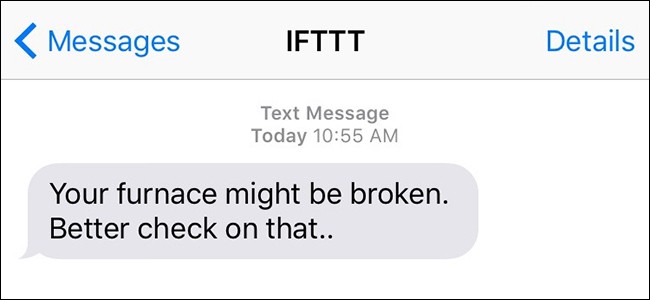 Messages IFTTT Details
Text Message
Today 10:55 AM
Your furnace might be broken.
Better check on that..